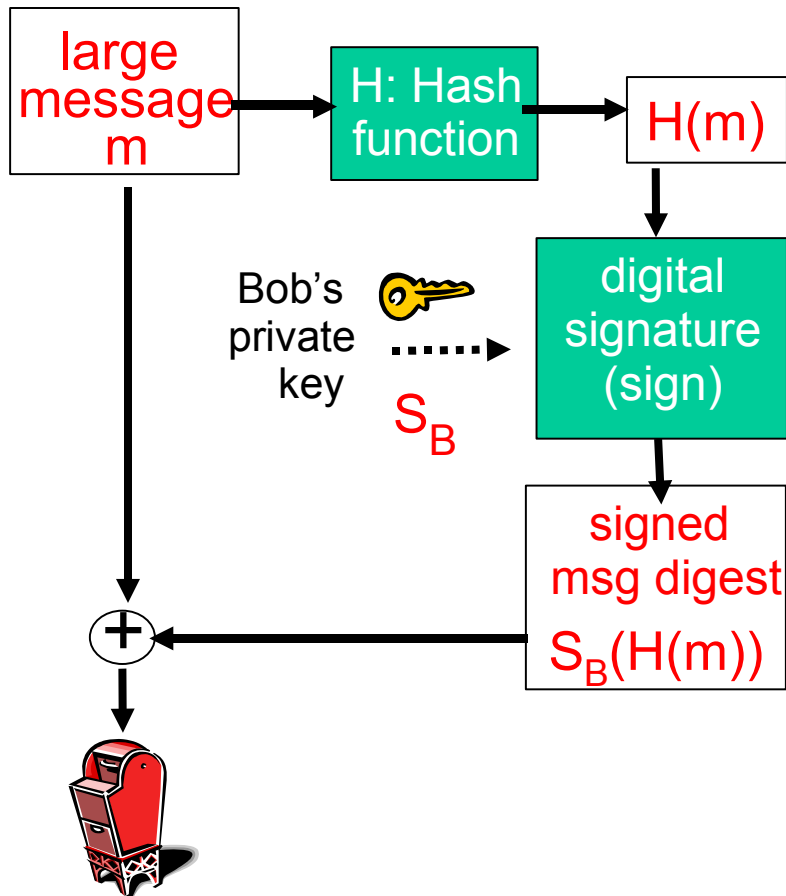 large
message
m
H: Hash
function
H(m)
Bob’s
private
key
S_B
digital
signature
(sign)
signed
msg digest
S_B(H(m))
+